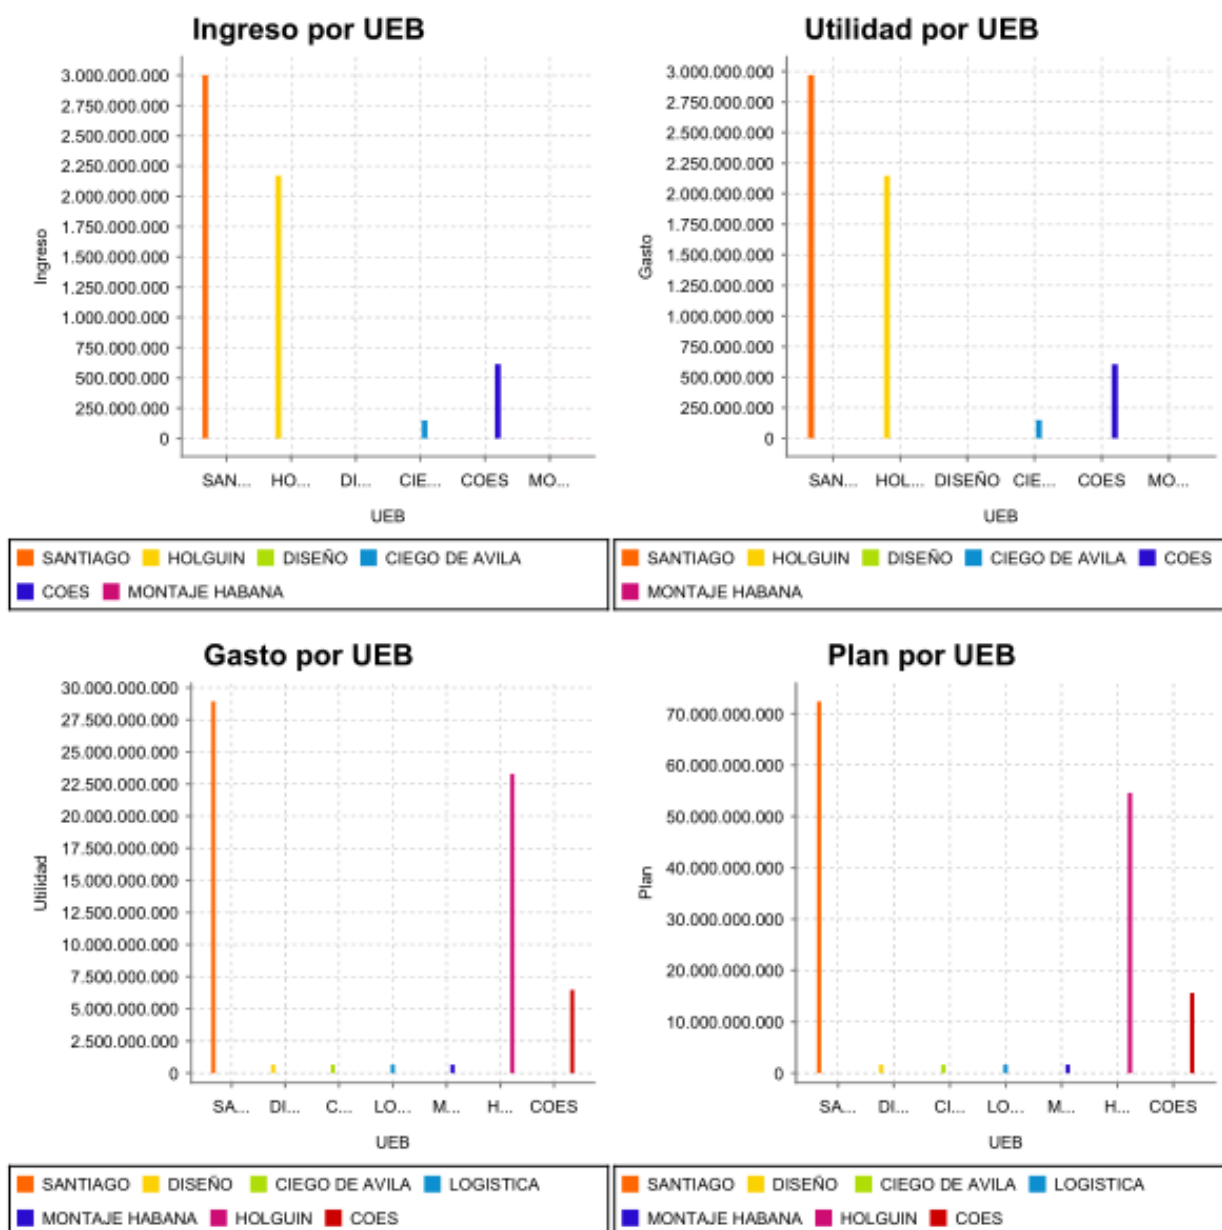 Ingreso por UEB
3.000.000.000
2.750.000.000
2.500.000.000
2.250.000.000
2.000.000.000
1.750.000.000
1.500.000.000
1.250.000.000
1.000.000.000
750.000.000
500.000.000
250.000.000
0
Ingreso
SAN... HO... DI... CIE... COES MO...
UEB
SANTIAGO HOLGUIN DISEÑO CIEGO DE AVILA
COES MONTAJE HABANA
Utilidad por UEB
3.000.000.000
2.750.000.000
2.500.000.000
2.250.000.000
2.000.000.000
1.750.000.000
1.500.000.000
1.250.000.000
1.000.000.000
750.000.000
500.000.000
250.000.000
0
Gasto
SAN... HOL... DISEÑO CIE... COES MO...
UEB
SANTIAGO HOLGUIN DISEÑO CIEGO DE AVILA COES
MONTAJE HABANA
Gasto por UEB
30.000.000.000
27.500.000.000
25.000.000.000
22.500.000.000
20.000.000.000
17.500.000.000
15.000.000.000
12.500.000.000
10.000.000.000
7.500.000.000
5.000.000.000
2.500.000.000
0
Utilidad
SA... DI... C... LO... M... H... COES
UEB
SANTIAGO DISEÑO CIEGO DE AVILA LOGISTICA
MONTAJE HABANA HOLGUIN COES
Plan por UEB
70.000.000.000
60.000.000.000
50.000.000.000
40.000.000.000
30.000.000.000
20.000.000.000
10.000.000.000
0
Plan
SA... DI... CI... LO... M... H... COES
UEB
SANTIAGO DISEÑO CIEGO DE AVILA LOGISTICA
MONTAJE HABANA HOLGUIN COES